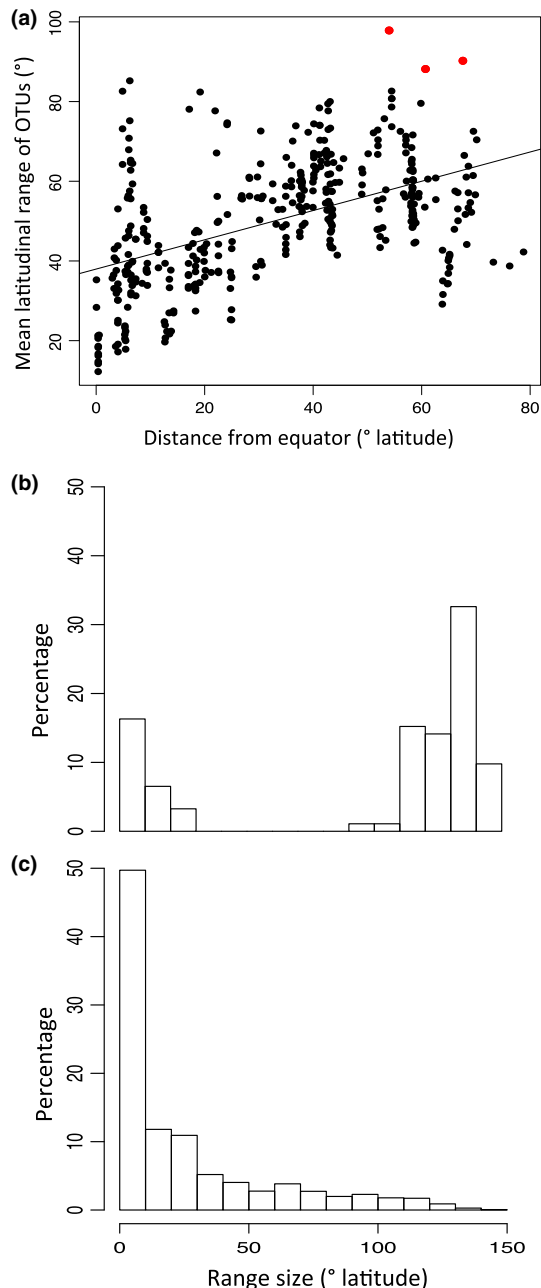 (a)
Mean latitudinal range of OTUs (°)
100
80
60
40
20
0 20 40 60 80
Distance from equator (° latitude)
(b)
Percentage
50
40
30
20
10
0
(c)
Percentage
50
40
30
20
10
0
0 50 100 150
Range size (° latitude)